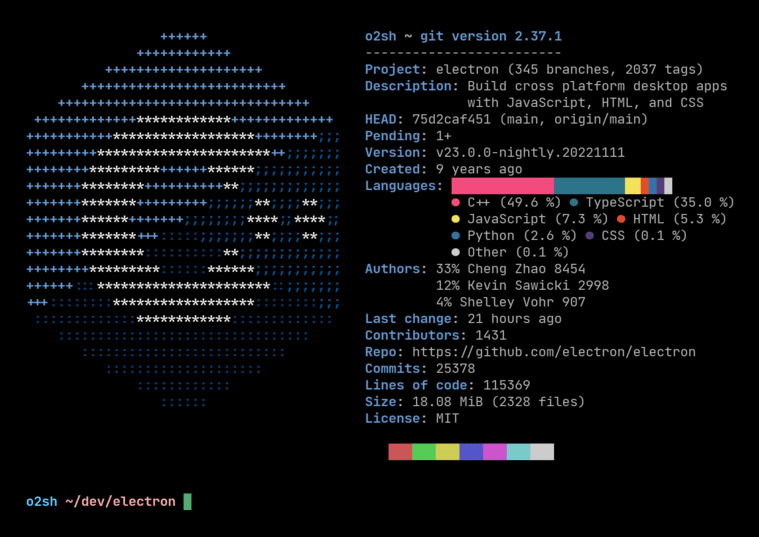 o2sh ~ git version 2.37.1
-------------------------
Project: electron (345 branches, 2037 tags)
Description: Build cross platform desktop apps
with JavaScript, HTML, and CSS
HEAD: 75d2caf451 (main, origin/main)
Pending: 1+
Version: v23.0.0-nightly.20221111
Created: 9 years ago
Languages:
● C++ (49.6 %) ● TypeScript (35.0 %)
● JavaScript (7.3 %) ● HTML (5.3 %)
● Python (2.6 %) ● CSS (0.1 %)
● Other (0.1 %)
Authors: 33% Cheng Zhao 8454
12% Kevin Sawicki 2998
4% Shelley Vohr 907
Last change: 21 hours ago
Contributors: 1431
Repo: https://github.com/electron/electron
Commits: 25378
Lines of code: 115369
Size: 18.08 MiB (2328 files)
License: MIT
o2sh ~/dev/electron